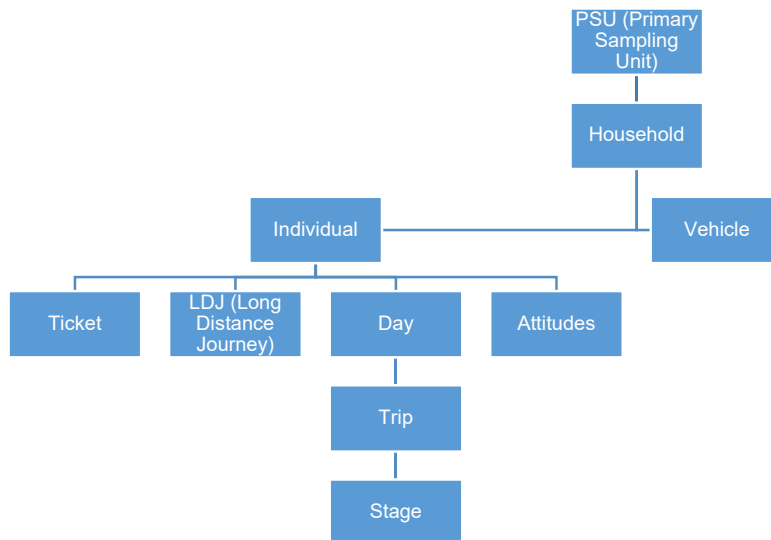 PSU (Primary
Sampling
Unit)
Household
Individual
Vehicle
Ticket
LDJ (Long
Distance
Journey)
Day
Attitudes
Trip
Stage